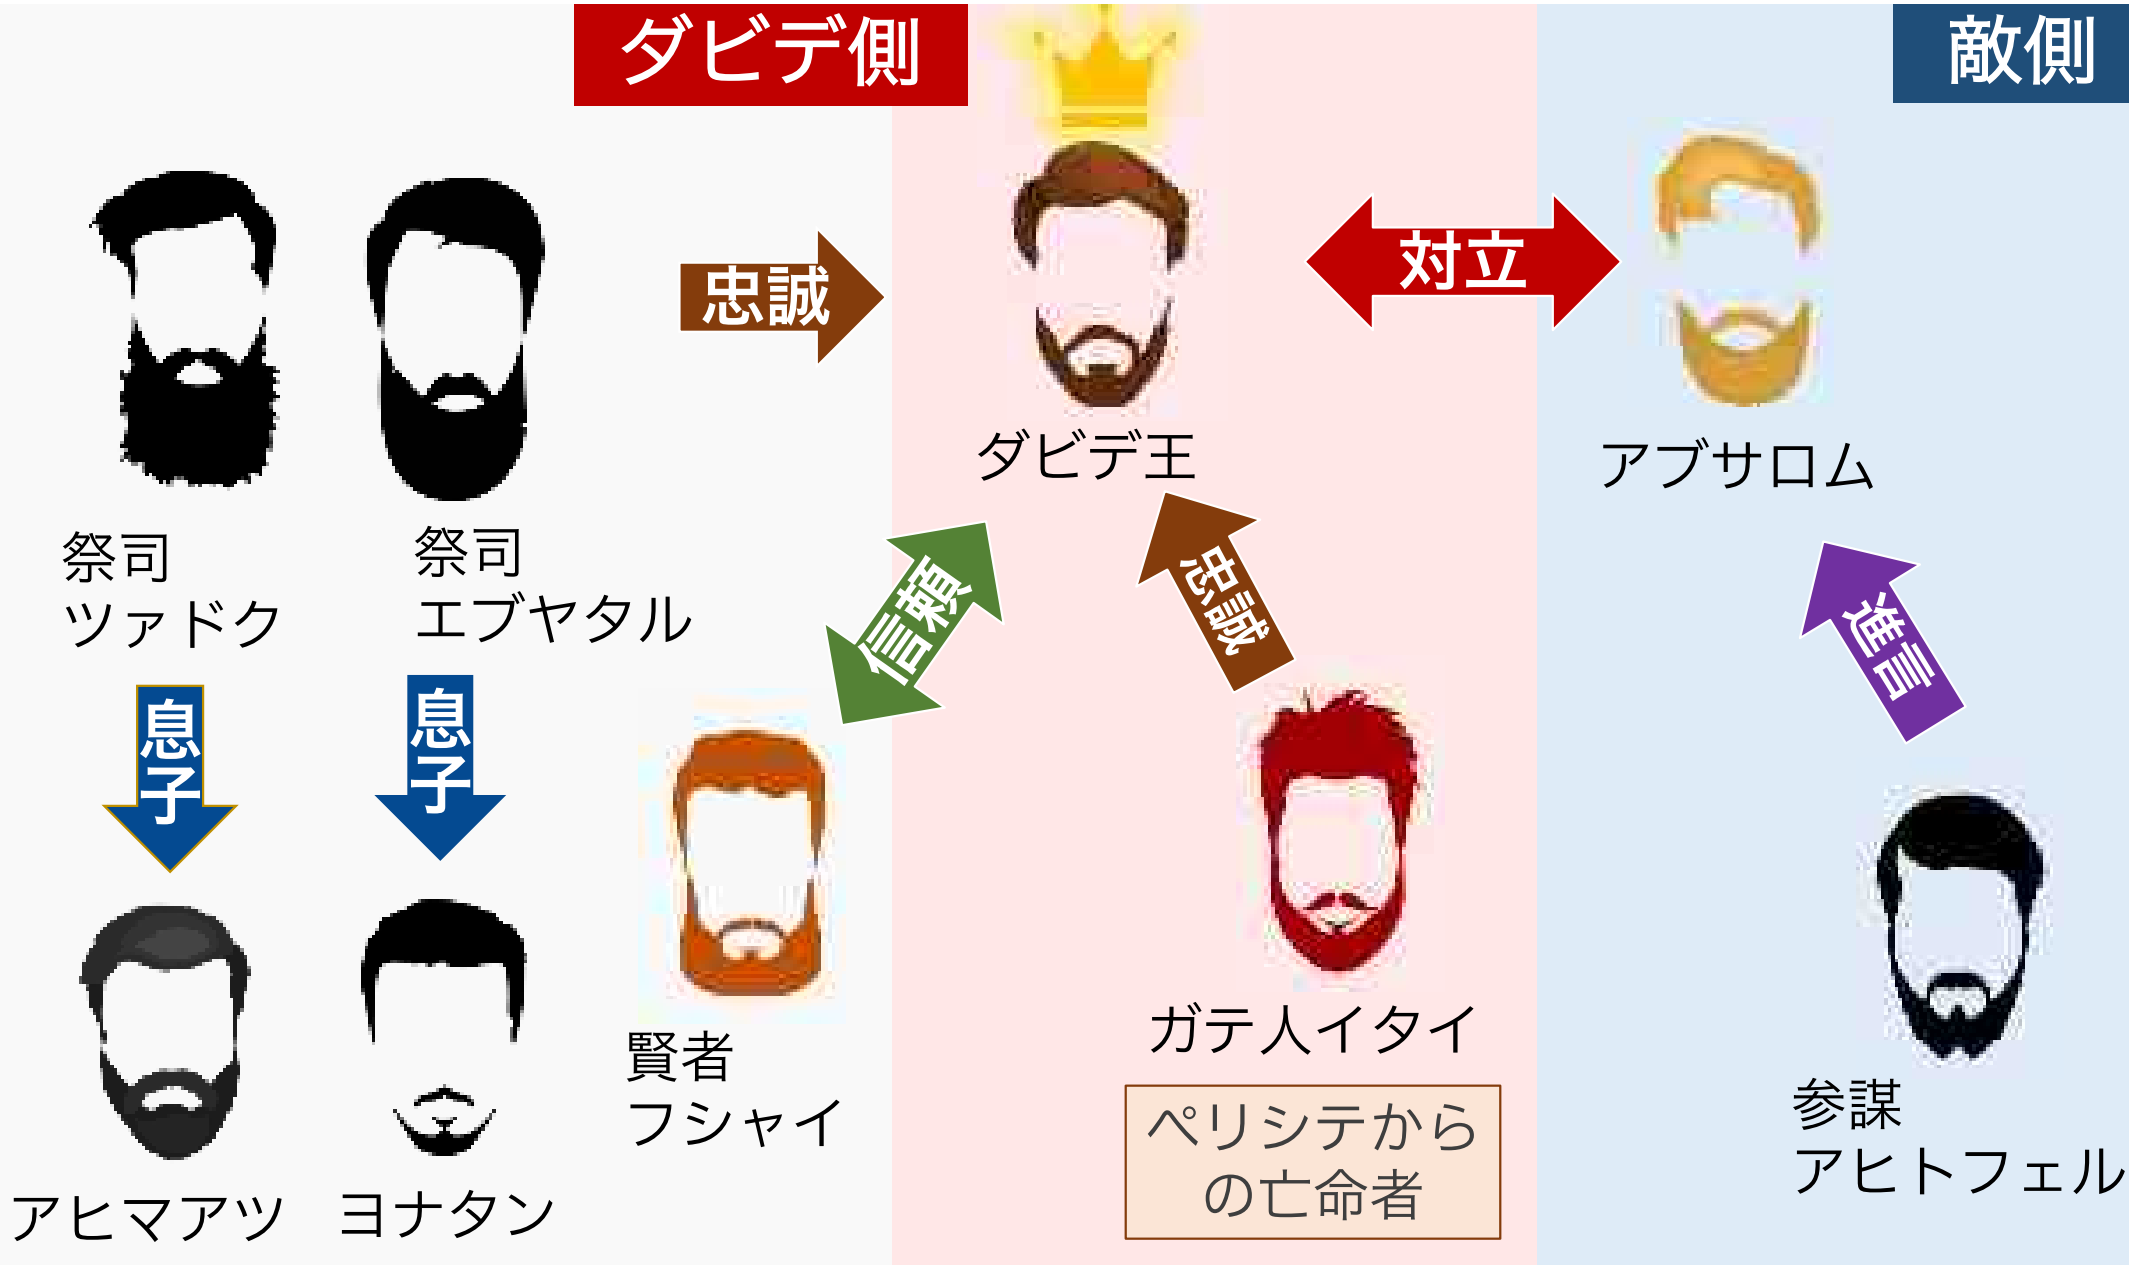 ダビデ側
敵側
忠誠
対立
ダビデ王
アブサロム
祭司
ツァドク
祭司
エブヤタル
息子
息子
信頼
忠誠
進言
アヒマアツ
ヨナタン
賢者
フシャイ
ガテ人イタイ
ペリシテから
の亡命者
参謀
アヒトフェル